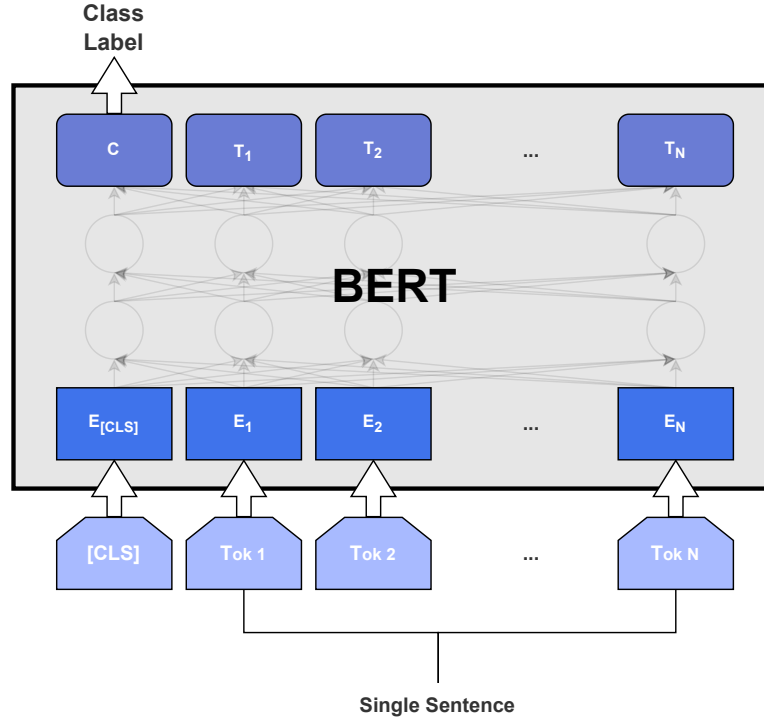 Class
Label
C T1 T2 ... TN
BERT
E[CLS] E1 E2 ... EN
[CLS] Tok 1 Tok 2 ... Tok N
Single Sentence